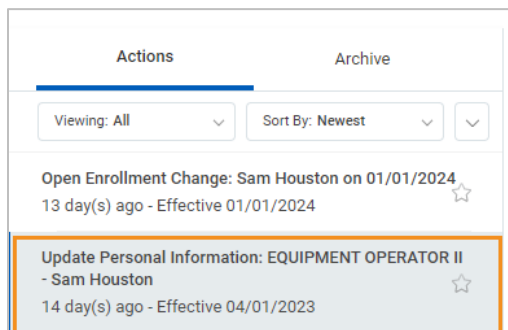 Actions
Archive
Viewing: All
Sort By: Newest
Open Enrollment Change: Sam Houston on 01/01/2024
13 day(s) ago - Effective 01/01/2024
Update Personal Information: EQUIPMENT OPERATOR II
- Sam Houston
14 day(s) ago - Effective 04/01/2023